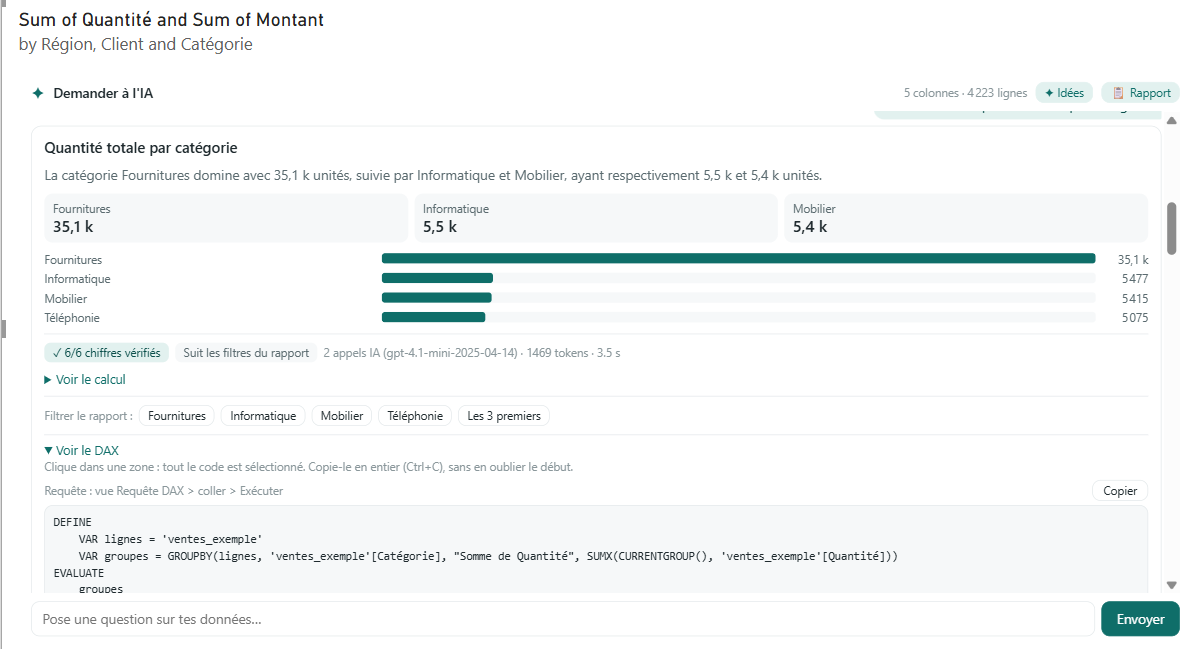 Sum of Quantité and Sum of Montant
by Région, Client and Catégorie
Demander à l'IA
5 colonnes · 4 223 lignes
Idées
Rapport
Quantité totale par catégorie
La catégorie Fournitures domine avec 35,1 k unités, suivie par Informatique et Mobilier, ayant respectivement 5,5 k et 5,4 k unités.
Fournitures
35,1 k
Informatique
5,5 k
Mobilier
5,4 k
Fournitures 35,1 k
Informatique 5 477
Mobilier 5 415
Téléphonie 5 075
✓ 6/6 chiffres vérifiés
Suit les filtres du rapport
2 appels IA (gpt-4.1-mini-2025-04-14) · 1469 tokens · 3.5 s
Voir le calcul
Filtrer le rapport : Fournitures Informatique Mobilier Téléphonie Les 3 premiers
Voir le DAX
Clique dans une zone : tout le code est sélectionné. Copie-le en entier (Ctrl+C), sans en oublier le début.
Requête : vue Requête DAX > coller > Exécuter
Copier
DEFINE
VAR lignes = 'ventes_exemple'
VAR groupes = GROUPBY(lignes, 'ventes_exemple'[Catégorie], "Somme de Quantité", SUMX(CURRENTGROUP(), 'ventes_exemple'[Quantité]))
EVALUATE
groupes
Pose une question sur tes données...
Envoyer